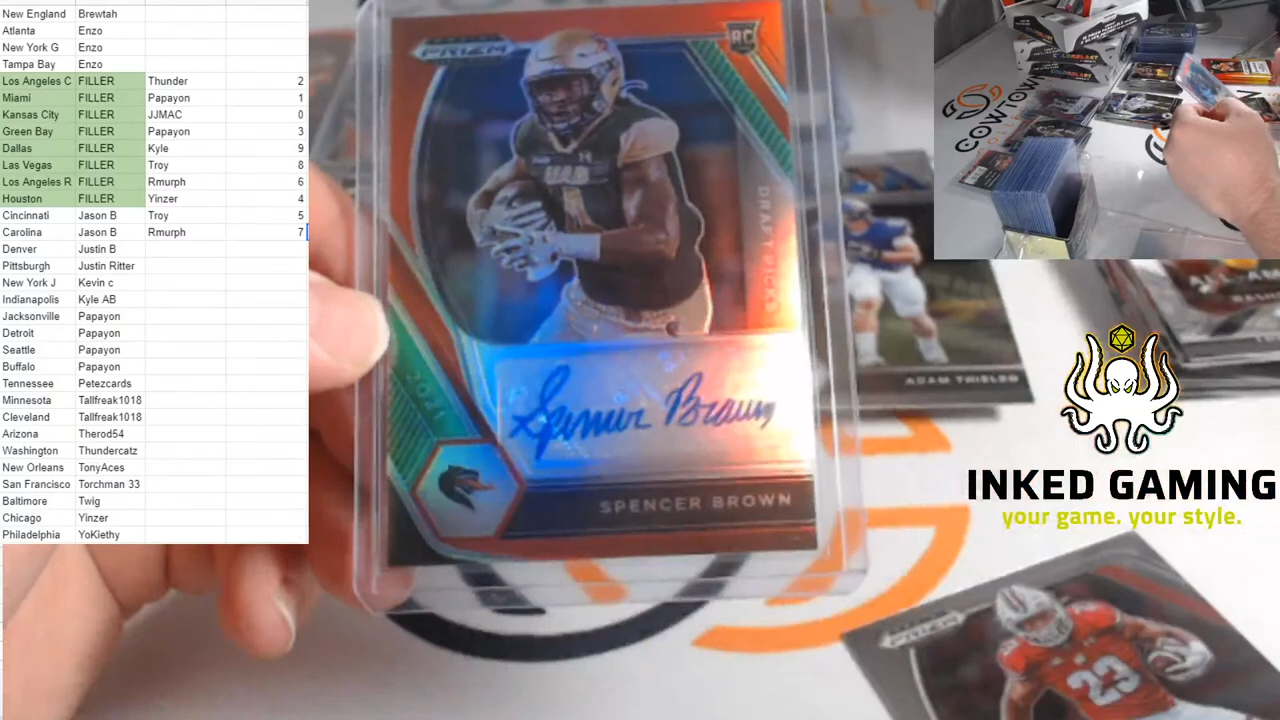 New England Brewtah
Atlanta Enzo
New York G Enzo
Tampa Bay Enzo
Los Angeles C FILLER Thunder 2
Miami FILLER Papayon 1
Kansas City FILLER JJMAC 0
Green Bay FILLER Papayon 3
Dallas FILLER Kyle 9
Las Vegas FILLER Troy 8
Los Angeles R FILLER Rmurph 6
Houston FILLER Yinzer 4
Cincinnati Jason B Troy 5
Carolina Jason B Rmurph 7
Denver Justin B
Pittsburgh Justin Ritter
New York J Kevin c
Indianapolis Kyle AB
Jacksonville Papayon
Detroit Papayon
Seattle Papayon
Buffalo Papayon
Tennessee Petezcards
Minnesota Tallfreak1018
Cleveland Tallfreak1018
Arizona Therod54
Washington Thundercatz
New Orleans TonyAces
San Francisco Torchman 33
Baltimore Twig
Chicago Yinzer
Philadelphia YoKiethy
PRIZM
RC
UAB
DRAFT PICKS
2021
Spencer Brown
SPENCER BROWN
ADAM THIELEN
COWTOWN
INKED GAMING
your game. your style.
PRIZM
23